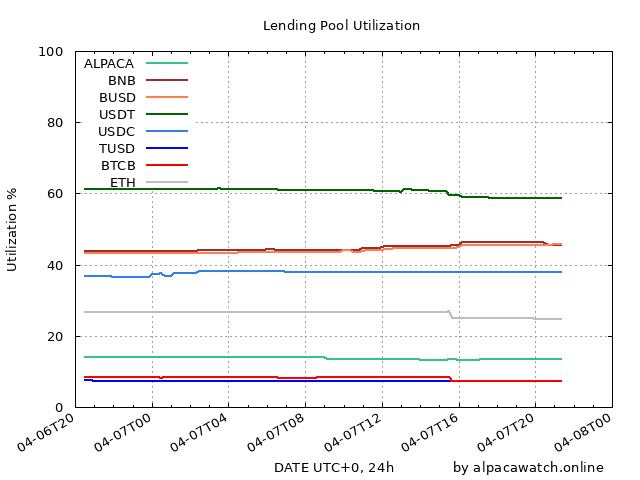 Lending Pool Utilization
Utilization %
100
80
60
40
20
0
ALPACA
BNB
BUSD
USDT
USDC
TUSD
BTCB
ETH
04-06T20
04-07T00
04-07T04
04-07T08
04-07T12
04-07T16
04-07T20
04-08T00
DATE UTC+0, 24h
by alpacawatch.online